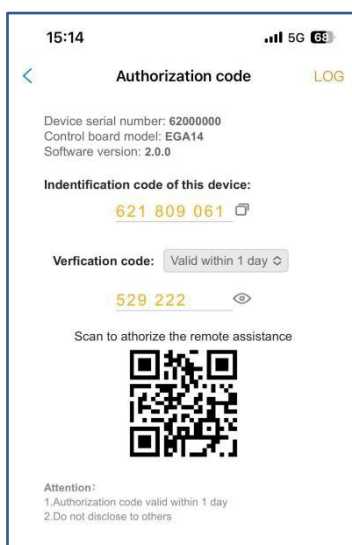 15:14 5G 68
Authorization code LOG
Device serial number: 62000000
Control board model: EGA14
Software version: 2.0.0
Indentification code of this device:
621 809 061
Verfication code: Valid within 1 day
529 222
Scan to athorize the remote assistance
Attention:
1.Authorization code valid within 1 day
2.Do not disclose to others